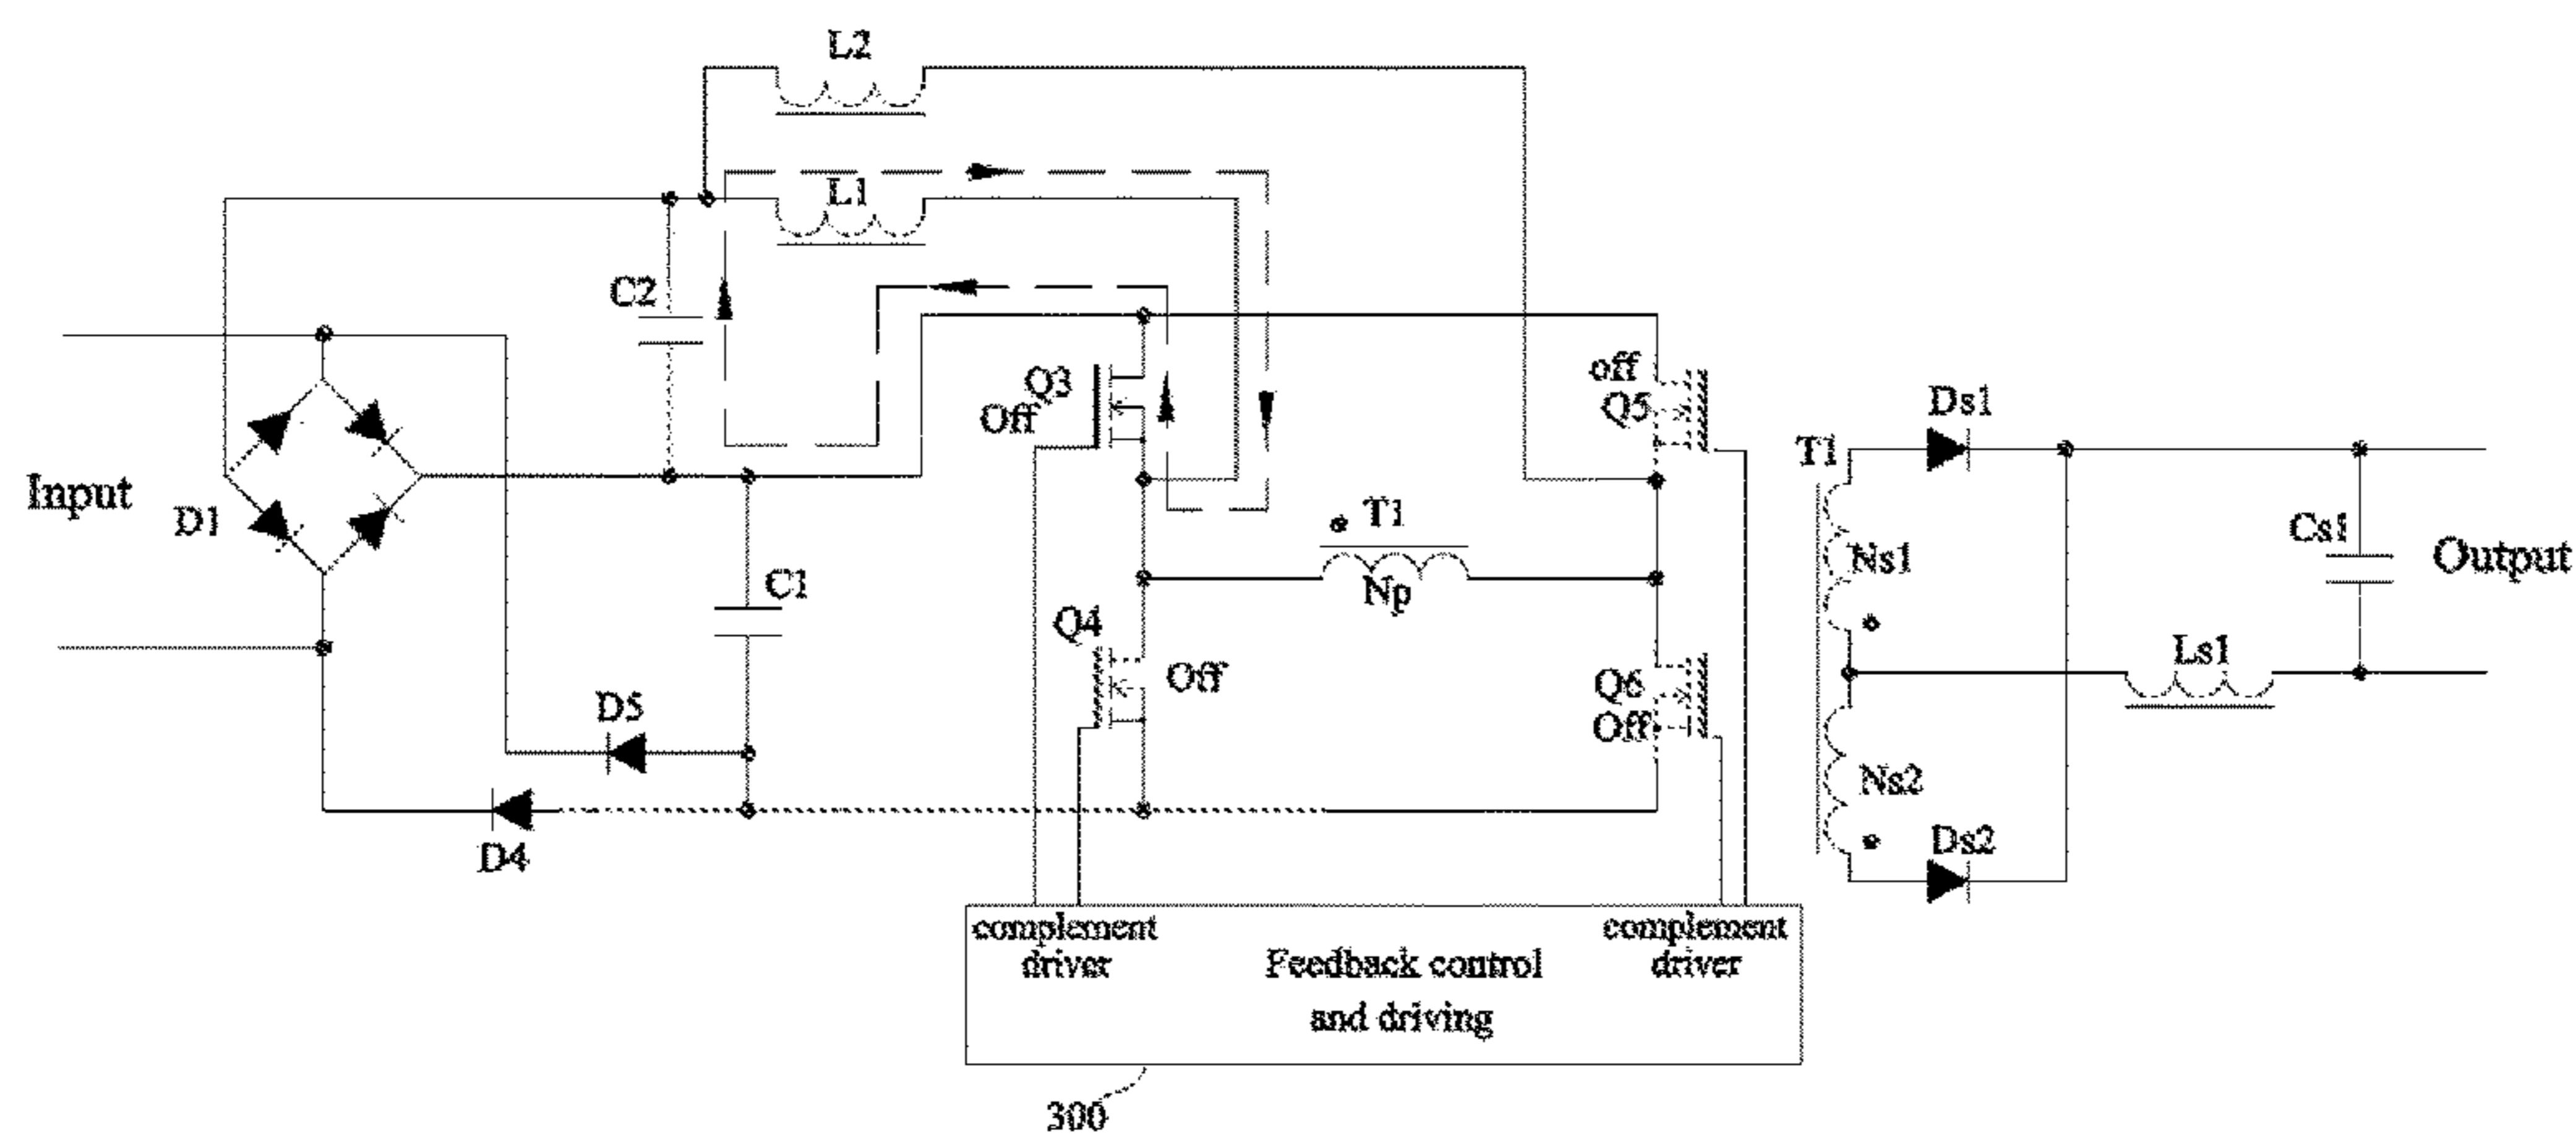 L2
L1
C2
Q3
Off
off
Q5
Ds1
T1
Input
D1
T1
Np
Ns1
Cs1
Output
C1
Q4
Off
Q6
Off
Ls1
D5
Ns2
D4
Ds2
complement
driver
Feedback control
and driving
complement
driver
300